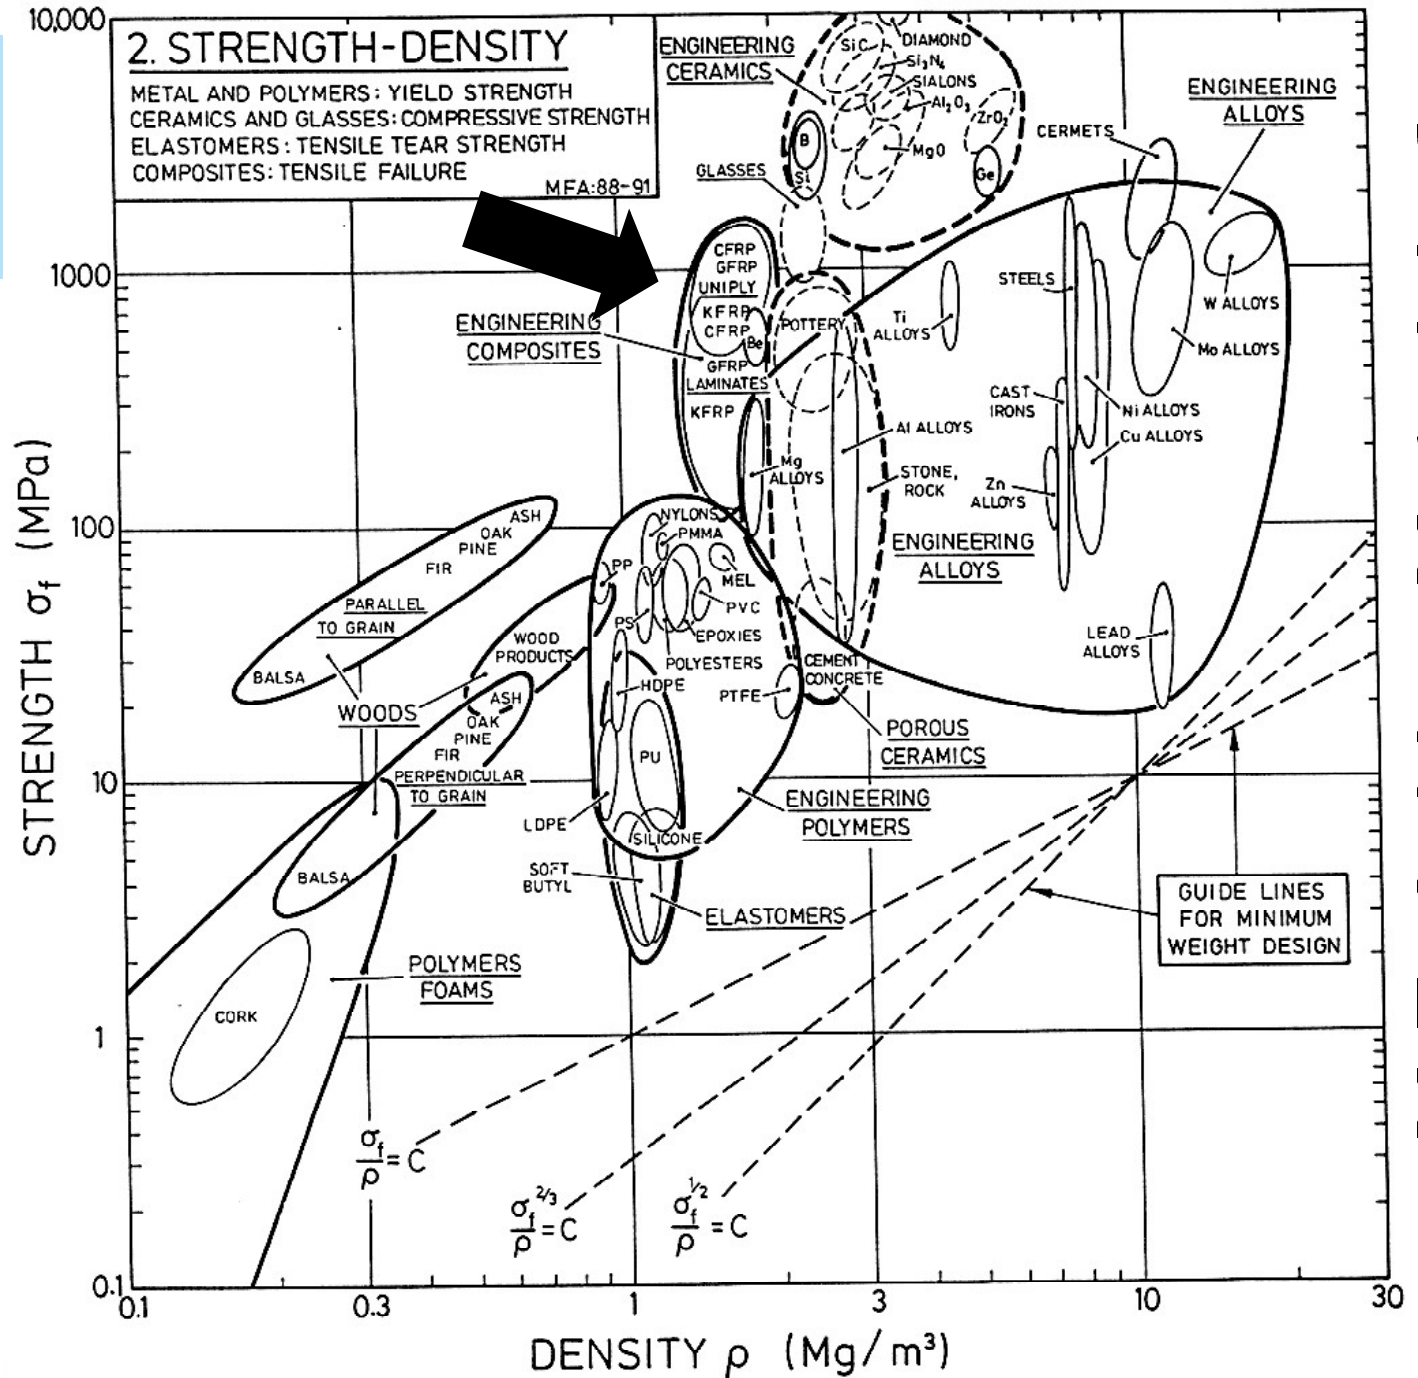 10,000
2. STRENGTH-DENSITY
METAL AND POLYMERS: YIELD STRENGTH
CERAMICS AND GLASSES: COMPRESSIVE STRENGTH
ELASTOMERS: TENSILE TEAR STRENGTH
COMPOSITES: TENSILE FAILURE
MFA:88-91
ENGINEERING
CERAMICS
SiC
DIAMOND
Si₃N₄
SIALONS
Al₂O₃
ZrO₂
B
MgO
Si
Ge
GLASSES
CERMETS
ENGINEERING
ALLOYS
1000
CFRP
GFRP
UNIPLY
KFRP
CFRP
Be
GFRP
LAMINATES
KFRP
ENGINEERING
COMPOSITES
POTTERY
Ti
ALLOYS
STEELS
W ALLOYS
Mo ALLOYS
CAST
IRONS
Ni ALLOYS
Cu ALLOYS
Al ALLOYS
Mg
ALLOYS
STONE,
ROCK
Zn
ALLOYS
ENGINEERING
ALLOYS
100
ASH
OAK
PINE
FIR
PARALLEL
TO GRAIN
BALSA
NYLONS
PMMA
PP
MEL
PVC
PS
EPOXIES
POLYESTERS
HDPE
PTFE
CEMENT
CONCRETE
LEAD
ALLOYS
WOOD
PRODUCTS
WOODS
ASH
OAK
PINE
FIR
PERPENDICULAR
TO GRAIN
BALSA
POROUS
CERAMICS
PU
10
LDPE
SILICONE
ENGINEERING
POLYMERS
SOFT
BUTYL
ELASTOMERS
GUIDE LINES
FOR MINIMUM
WEIGHT DESIGN
POLYMERS
FOAMS
CORK
1
σf/ρ = C
σf^2/3/ρ = C
σf^1/2/ρ = C
0.1
0.1 0.3 1 3 10 30
STRENGTH σf (MPa)
DENSITY ρ (Mg/m³)